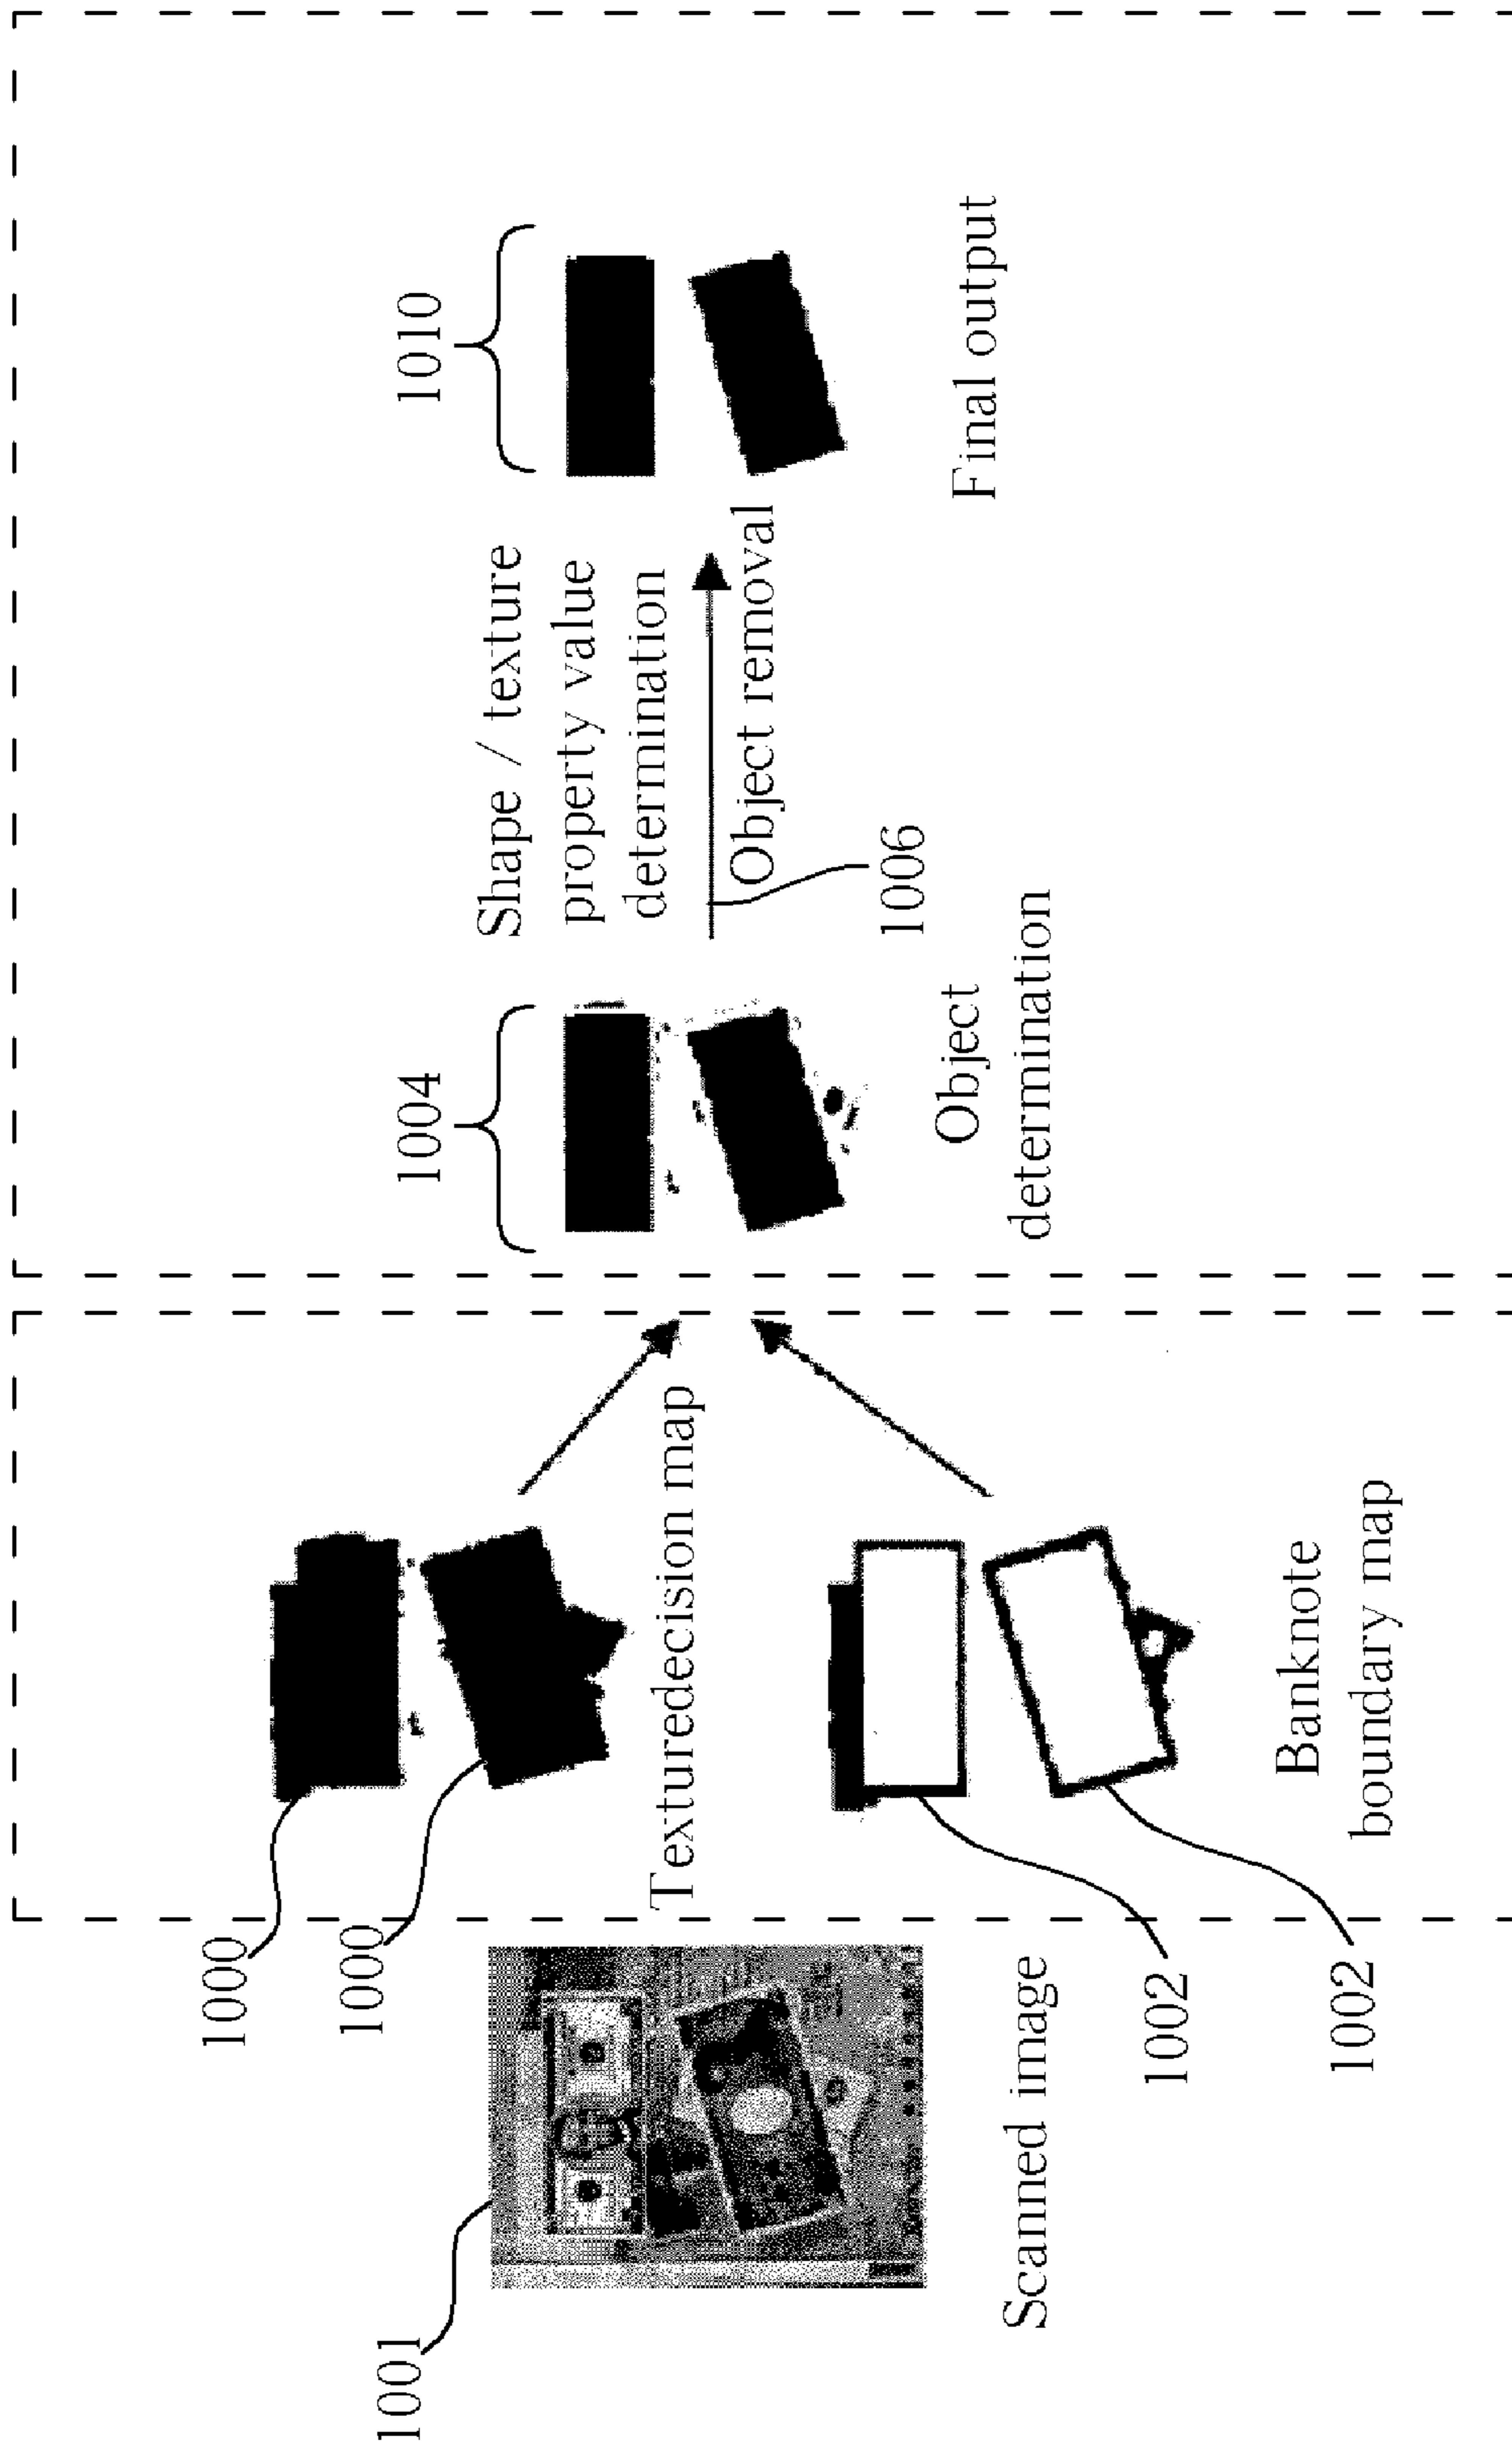 1001
Scanned image
1000
1000
Texturedecision map
1002
1002
Banknote
boundary map
1004
Object
determination
Shape / texture
property value
determination
Object removal
1006
1010
Final output